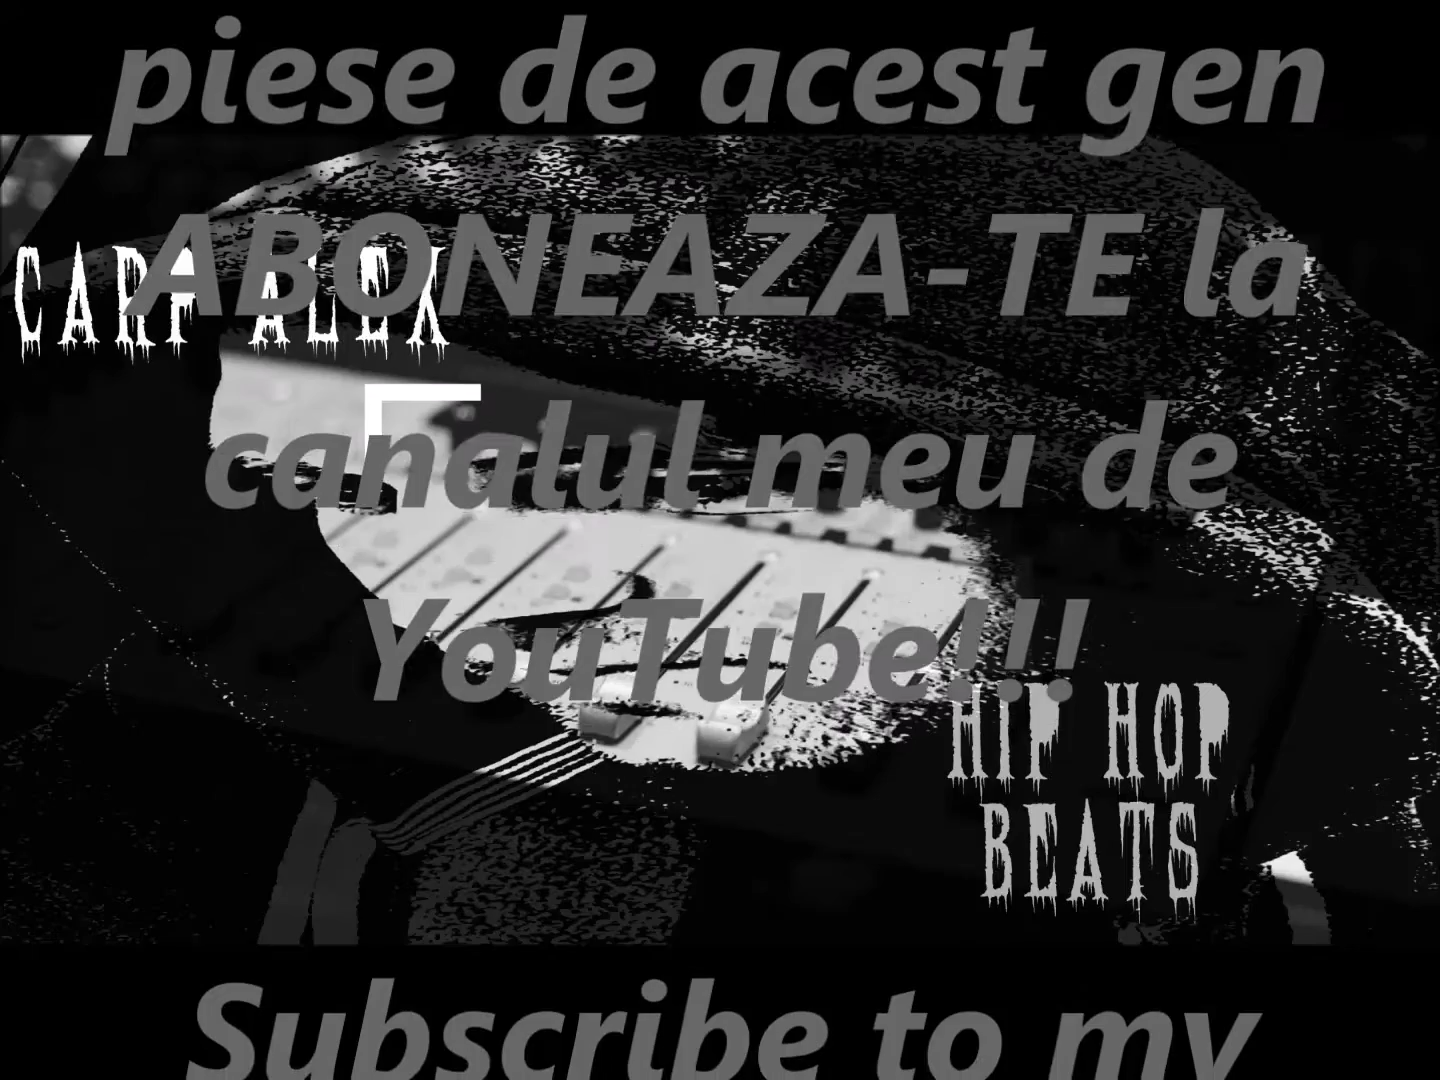 piese de acest gen
ABONEAZA-TE la
CARP ALEX
canalul meu de
YouTube!!!
HIP HOP
BEATS
Subscribe to my